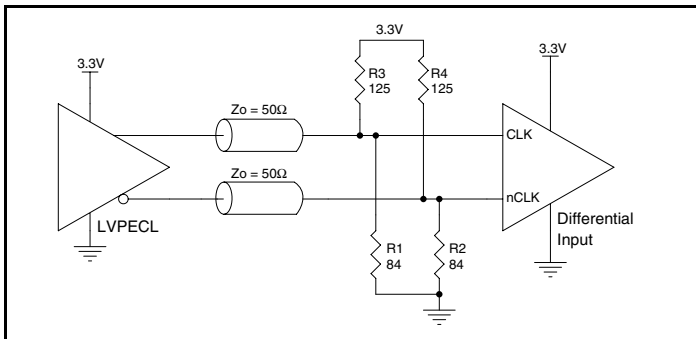 3.3V
3.3V
3.3V
R3
125
R4
125
Zo = 50Ω
CLK
Zo = 50Ω
nCLK
LVPECL
Differential
Input
R1
84
R2
84